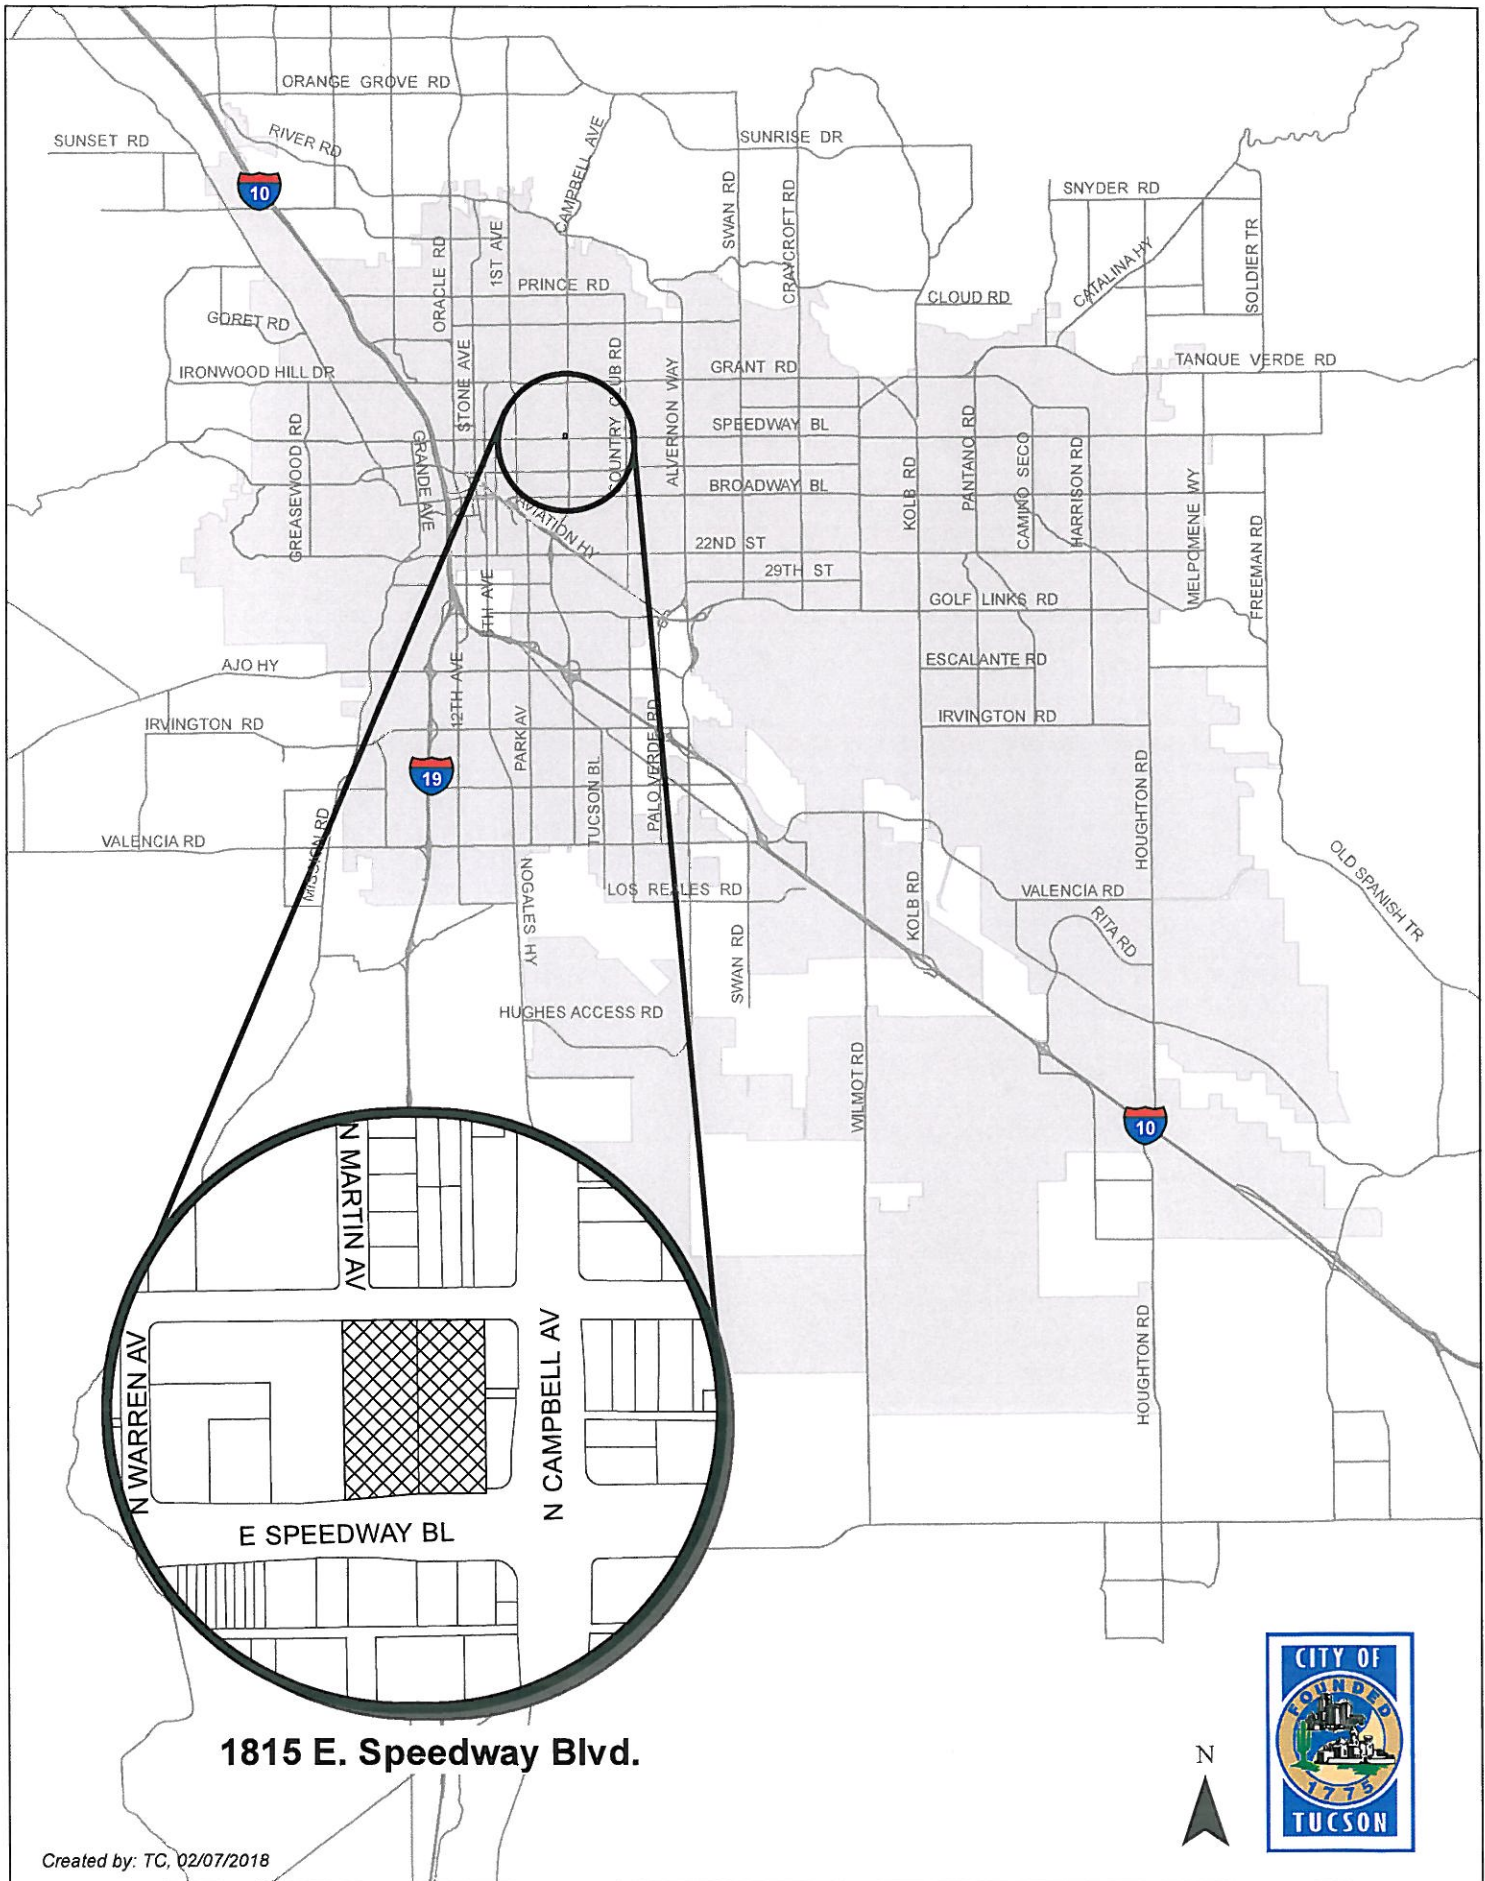 ORANGE GROVE RD
SUNSET RD
RIVER RD
CAMPBELL AVE
SUNRISE DR
10
SWAN RD
CRAYCROFT RD
SNYDER RD
ORACLE RD
1ST AVE
CATALINA HY
SOLDIER TR
PRINCE RD
CLOUD RD
GORET RD
IRONWOOD HILL DR
STONE AVE
COUNTRY CLUB RD
ALVERNON WAY
GRANT RD
TANQUE VERDE RD
GREASEWOOD RD
GRANDE AVE
SPEEDWAY BL
BROADWAY BL
KOLB RD
PANTANO RD
CAMINO SECO
HARRISON RD
MELPOMENE WY
FREEMAN RD
AVIATION HY
22ND ST
29TH ST
GOLF LINKS RD
6TH AVE
AJO HY
12TH AVE
ESCALANTE RD
IRVINGTON RD
PARK AV
PALO VERDE RD
IRVINGTON RD
19
TUCSON BL
HOUGHTON RD
VALENCIA RD
MISSION RD
NOGALES HY
LOS REALES RD
KOLB RD
VALENCIA RD
RITA RD
OLD SPANISH TR
SWAN RD
HUGHES ACCESS RD
WILMOT RD
10
HOUGHTON RD
N MARTIN AV
N WARREN AV
N CAMPBELL AV
E SPEEDWAY BL
1815 E. Speedway Blvd.
N
CITY OF
FOUNDED
1775
TUCSON
Created by: TC, 02/07/2018